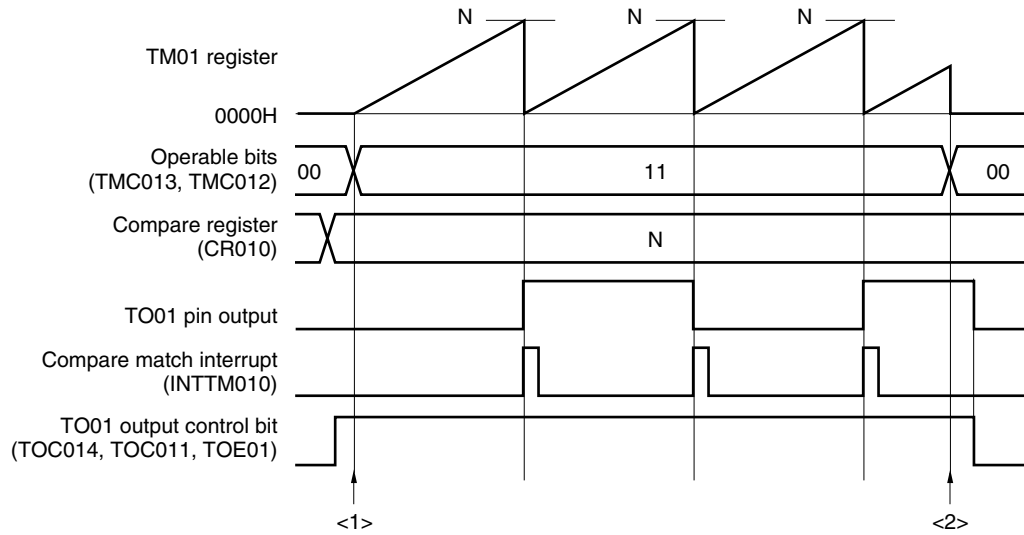 N N N
TM01 register
0000H
Operable bits
(TMC013, TMC012)
00 11 00
Compare register
(CR010)
N
TO01 pin output
Compare match interrupt
(INTTM010)
TO01 output control bit
(TOC014, TOC011, TOE01)
<1> <2>